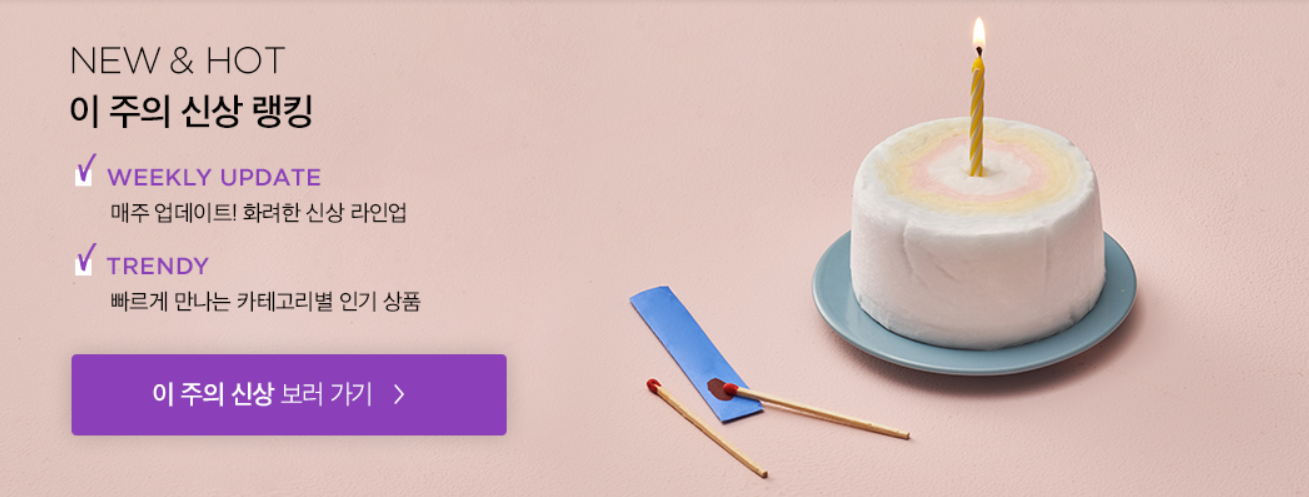 NEW & HOT
이 주의 신상 랭킹
WEEKLY UPDATE
매주 업데이트! 화려한 신상 라인업
TRENDY
빠르게 만나는 카테고리별 인기 상품
이 주의 신상 보러 가기 >